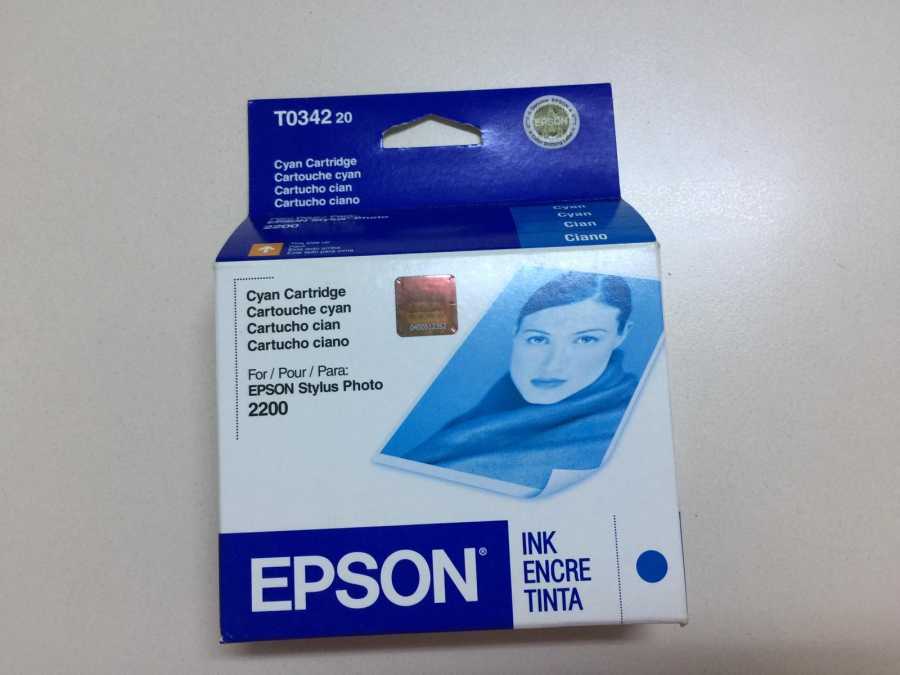 T0342 20
EPSON
Cyan Cartridge
Cartouche cyan
Cartucho cian
Cartucho ciano
EPSON Stylus Photo
2200
Cyan
Cyan
Cian
Ciano
Cyan Cartridge
Cartouche cyan
Cartucho cian
Cartucho ciano
For / Pour / Para:
EPSON Stylus Photo
2200
EPSON®
INK
ENCRE
TINTA